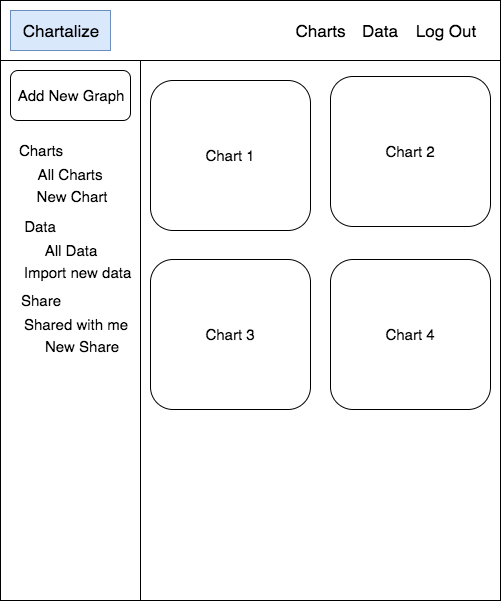 Chartalize
Charts Data Log Out
Add New Graph
Charts
All Charts
New Chart
Data
All Data
Import new data
Share
Shared with me
New Share
Chart 1
Chart 2
Chart 3
Chart 4